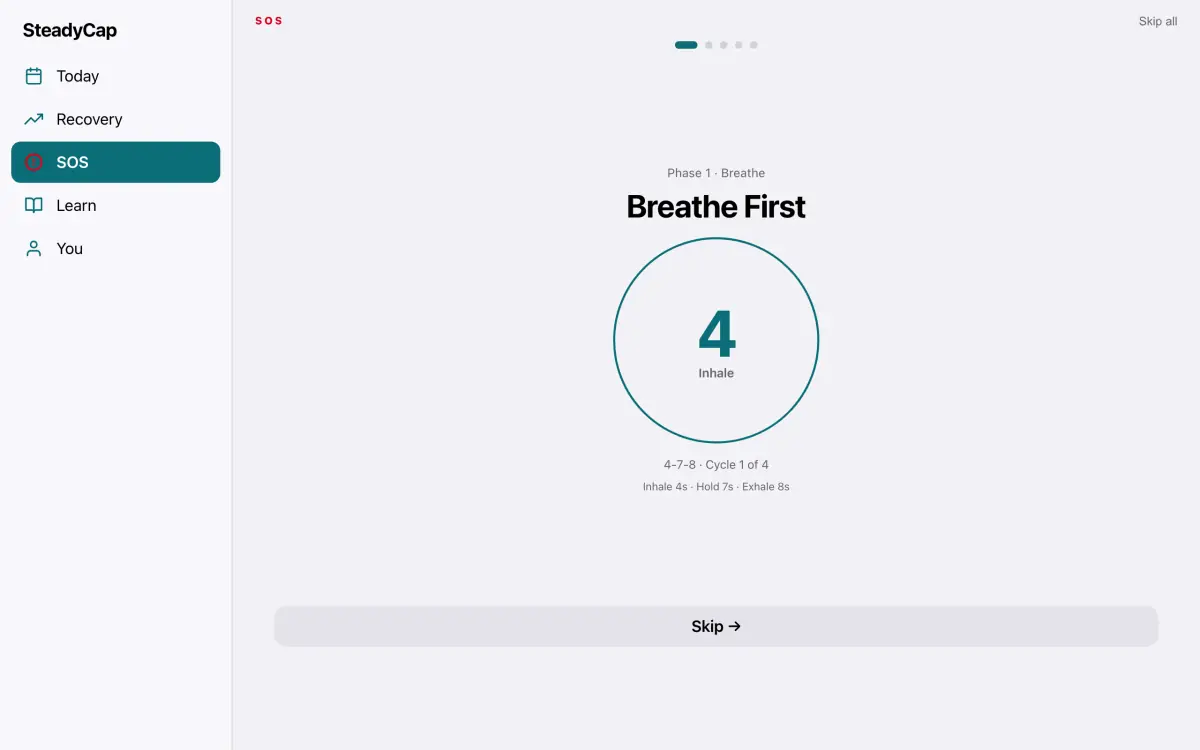 SteadyCap
Today
Recovery
SOS
Learn
You
SOS
Skip all
Phase 1 · Breathe
Breathe First
4
Inhale
4-7-8 · Cycle 1 of 4
Inhale 4s · Hold 7s · Exhale 8s
Skip →